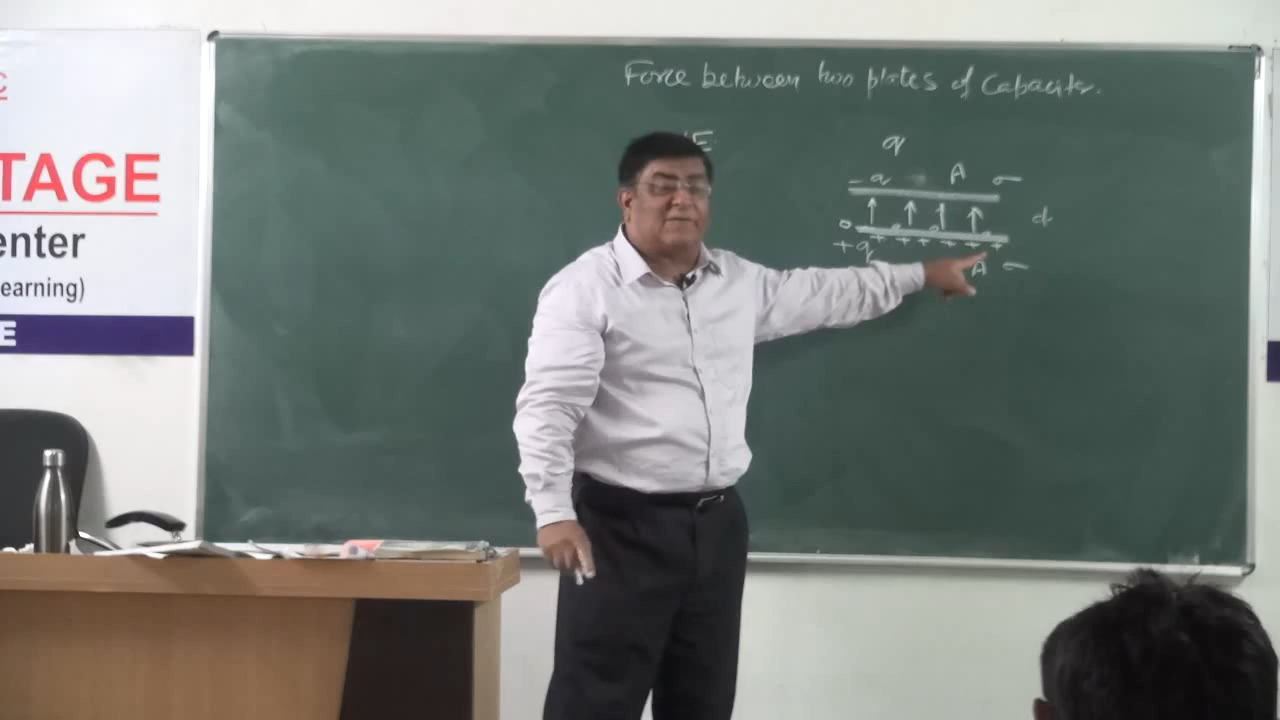 C
TAGE
enter
earning)
E
Force between two plates of Capacitor.
E
q
- q A σ
d
+ + + + + +
+ q A σ